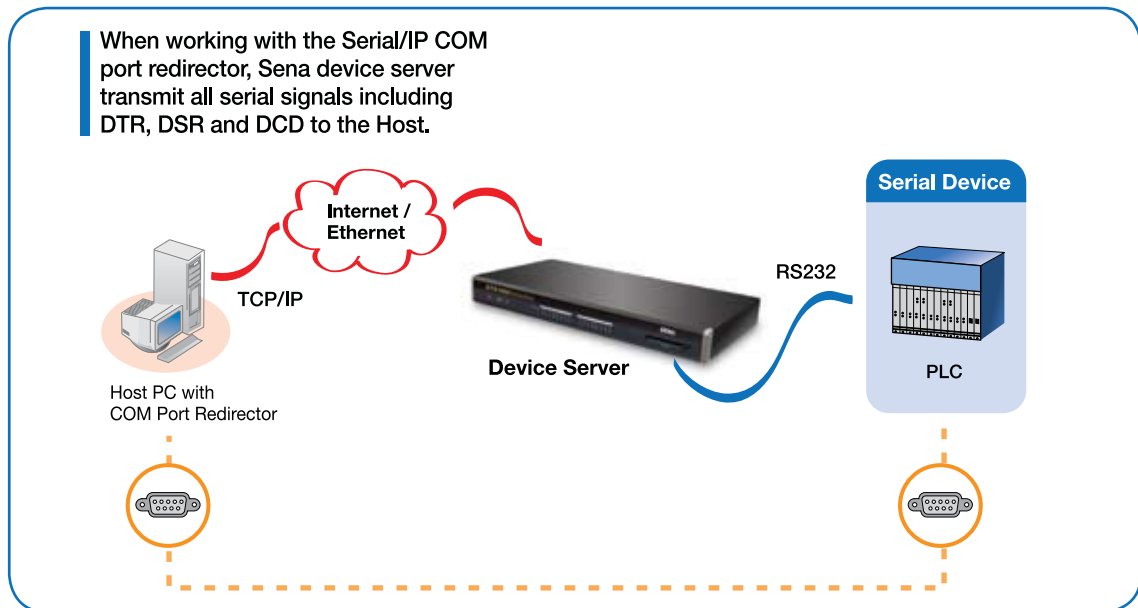 When working with the Serial/IP COM
port redirector, Sena device server
transmit all serial signals including
DTR, DSR and DCD to the Host.
Serial Device
Internet /
Ethernet
RS232
TCP/IP
Device Server
PLC
Host PC with
COM Port Redirector